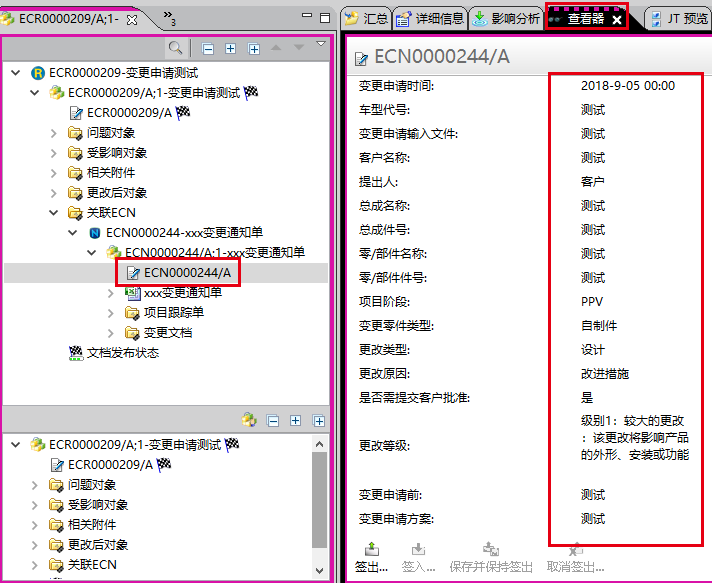 ECR0000209/A;1-
»3
汇总
详细信息
影响分析
查看器
JT 预览
ECR0000209-变更申请测试
ECR0000209/A;1-变更申请测试
ECR0000209/A
问题对象
受影响对象
相关附件
更改后对象
关联ECN
ECN0000244-xxx变更通知单
ECN0000244/A;1-xxx变更通知单
ECN0000244/A
xxx变更通知单
项目跟踪单
变更文档
文档发布状态
ECR0000209/A;1-变更申请测试
ECR0000209/A
问题对象
受影响对象
相关附件
更改后对象
关联ECN
ECN0000244/A
变更申请时间: 2018-9-05 00:00
车型代号: 测试
变更申请输入文件: 测试
客户名称: 测试
提出人: 客户
总成名称: 测试
总成件号: 测试
零/部件名称: 测试
零/部件件号: 测试
项目阶段: PPV
变更零件类型: 自制件
更改类型: 设计
更改原因: 改进措施
是否需提交客户批准: 是
更改等级: 级别1：较大的更改
：该更改将影响产品
的外形、安装或功能
变更申请前: 测试
变更申请方案: 测试
签出... 签入... 保存并保持签出 取消签出...